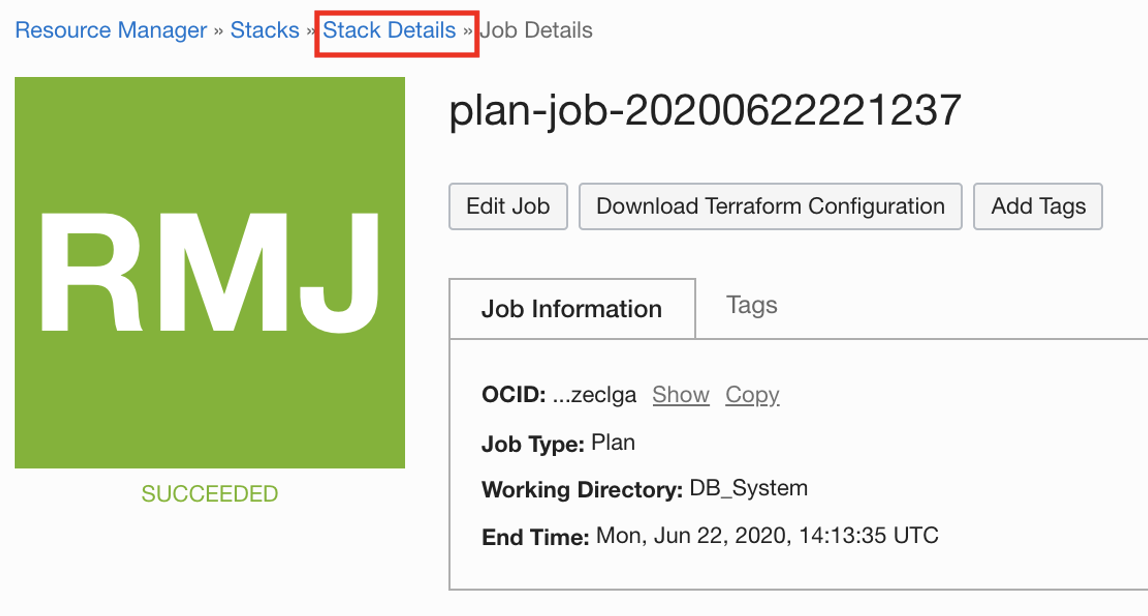 Resource Manager » Stacks » Stack Details » Job Details
RMJ
SUCCEEDED
plan-job-20200622221237
Edit Job Download Terraform Configuration Add Tags
Job Information Tags
OCID: ...zeclga Show Copy
Job Type: Plan
Working Directory: DB_System
End Time: Mon, Jun 22, 2020, 14:13:35 UTC